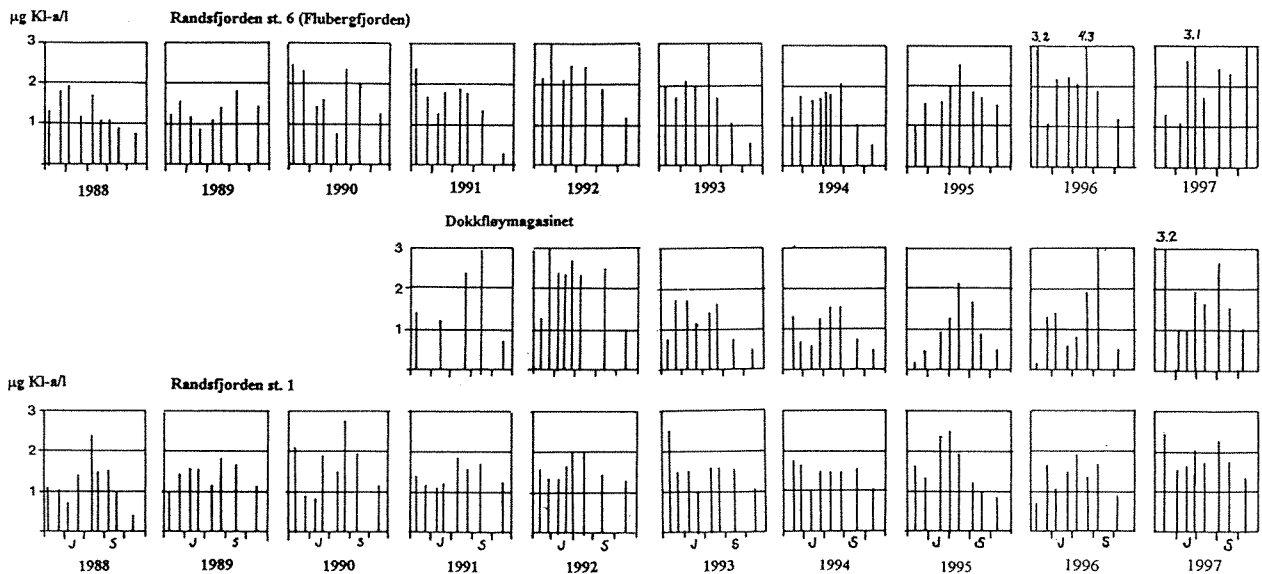 µg Kl-a/l Randsfjorden st. 6 (Flubergfjorden)
3.2 4.3 3.1
3
2
1
1988 1989 1990 1991 1992 1993 1994 1995 1996 1997
Dokkfløymagasinet
3.2
3
2
1
µg Kl-a/l Randsfjorden st. 1
3
2
1
J S J S J S J S J S J S J S J S J S J S
1988 1989 1990 1991 1992 1993 1994 1995 1996 1997